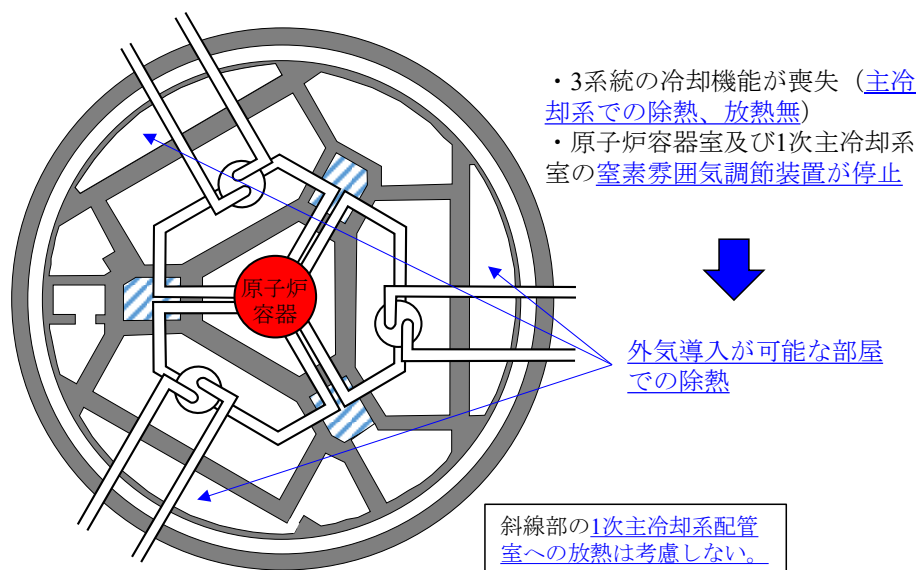 ・3系統の冷却機能が喪失（主冷
却系での除熱、放熱無）
・原子炉容器室及び1次主冷却系
室の窒素雰囲気調節装置が停止
原子炉
容器
外気導入が可能な部屋
での除熱
斜線部の1次主冷却系配管
室への放熱は考慮しない。